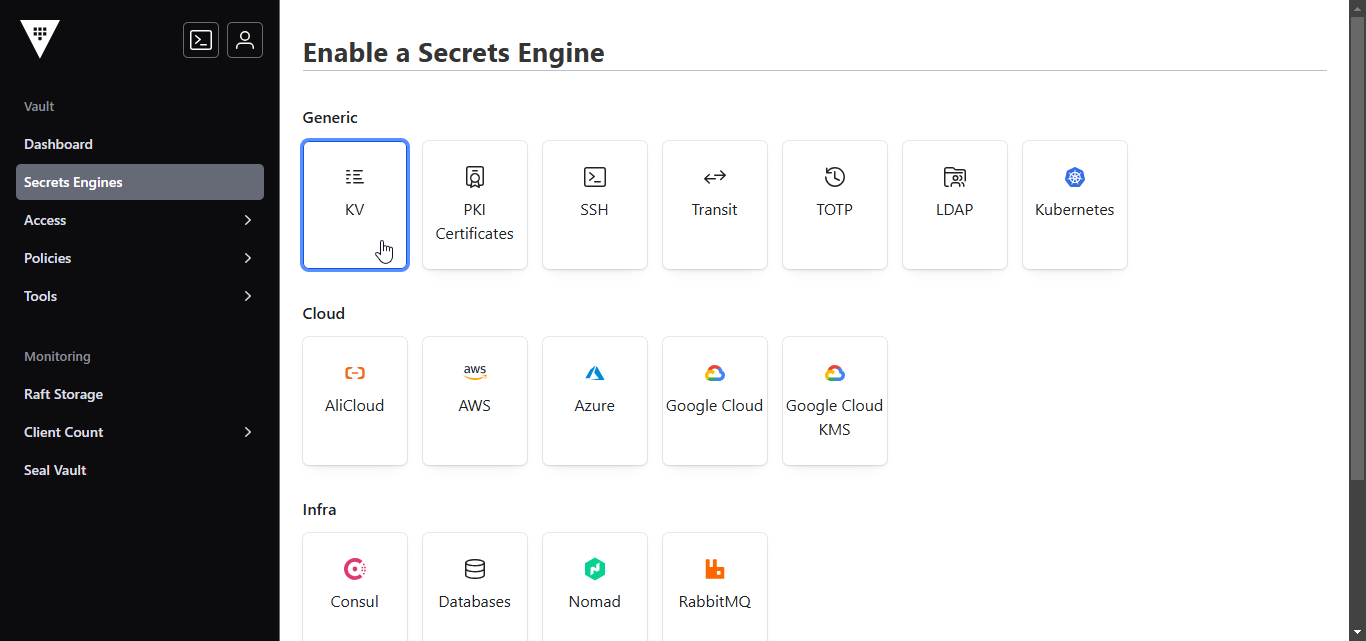 Vault
Dashboard
Secrets Engines
Access
Policies
Tools
Monitoring
Raft Storage
Client Count
Seal Vault
Enable a Secrets Engine
Generic
KV
PKI
Certificates
SSH
Transit
TOTP
LDAP
Kubernetes
Cloud
AliCloud
aws
AWS
Azure
Google Cloud
Google Cloud
KMS
Infra
Consul
Databases
Nomad
RabbitMQ